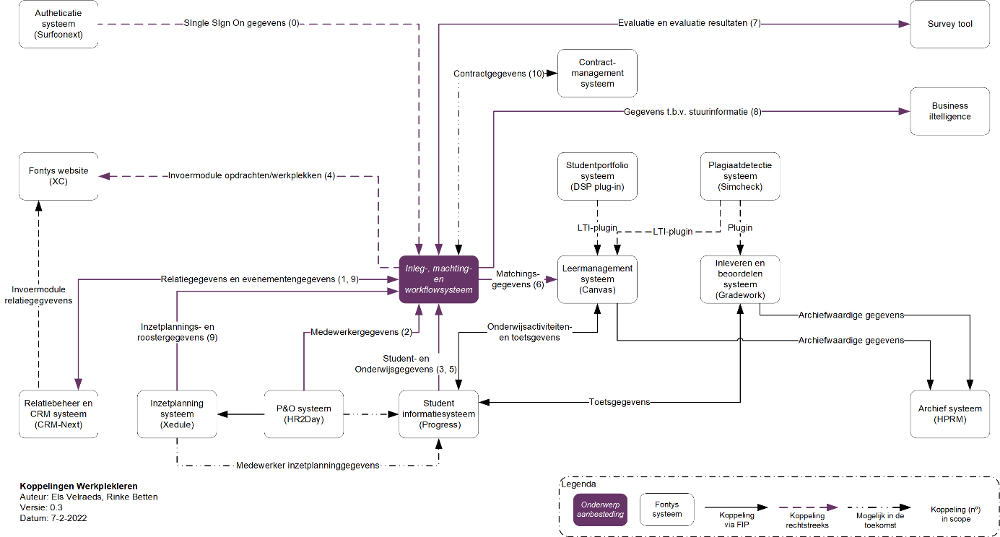 Autheticatie
systeem
(Surfconext)
SIngle SIgn On gegevens (0)
Evaluatie en evaluatie resultaten (7)
Survey tool
Contractgegevens (10)
Contract-
management
systeem
Gegevens t.b.v. stuurinformatie (8)
Business
iItelligence
Fontys website
(XC)
Invoermodule opdrachten/werkplekken (4)
Studentportfolio
systeem
(DSP plug-in)
Plagiaatdetectie
systeem
(Simcheck)
LTI-plugin
LTI-plugin
Plugin
Inleg-, machting-
en
workflowsysteem
Matchings-
gegevens (6)
Leermanagement
systeem
(Canvas)
Inleveren en
beoordelen
systeem
(Gradework)
Relatiegegevens en evenementengegevens (1, 9)
Invoermodule
relatiegegvevens
Inzetplannings- en
roostergegevens (9)
Medewerkergegevens (2)
Onderwijsactiviteiten-
en toetsgevens
Archiefwaardige gegevens
Archiefwaardige gegevens
Student- en
Onderwijsgegevens (3, 5)
Relatiebeheer en
CRM systeem
(CRM-Next)
Inzetplanning
systeem
(Xedule)
P&O systeem
(HR2Day)
Student
informatiesysteem
(Progress)
Toetsgegevens
Archief systeem
(HPRM)
Medewerker inzetplanninggegevens
Koppelingen Werkplekleren
Auteur: Els Velraeds, Rinke Betten
Versie: 0.3
Datum: 7-2-2022
Legenda
Onderwerp
aanbesteding
Fontys
systeem
Koppeling
via FIP
Koppeling
rechtstreeks
Mogelijk in de
toekomst
Koppeling (nº)
in scope